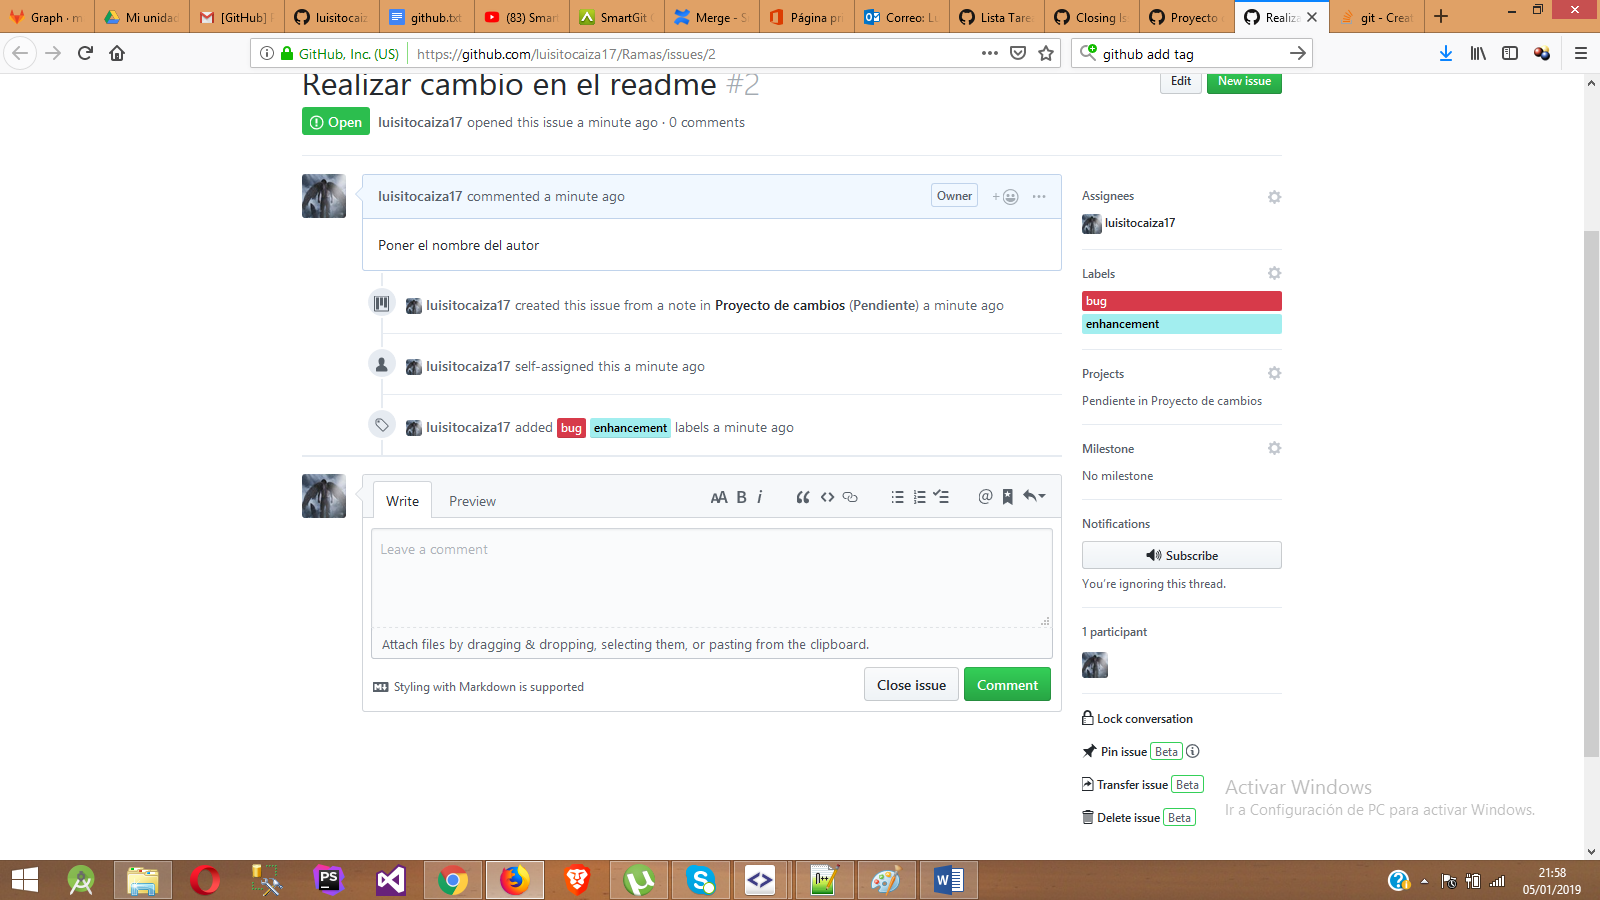 Graph · m
Mi unidad
[GitHub] P
luisitocaiz
github.txt
(83) Smart
SmartGit
Merge - S
Página pr
Correo: Lu
Lista Tarea
Closing Is
Proyecto
Realiza
git - Creat
GitHub, Inc. (US)
https://github.com/luisitocaiza17/Ramas/issues/2
github add tag
Realizar cambio en el readme #2
Edit
New issue
Open
luisitocaiza17 opened this issue a minute ago · 0 comments
luisitocaiza17 commented a minute ago
Owner
Poner el nombre del autor
luisitocaiza17 created this issue from a note in Proyecto de cambios (Pendiente) a minute ago
luisitocaiza17 self-assigned this a minute ago
luisitocaiza17 added bug enhancement labels a minute ago
Write
Preview
AA B i
Leave a comment
Attach files by dragging & dropping, selecting them, or pasting from the clipboard.
Styling with Markdown is supported
Close issue
Comment
Assignees
luisitocaiza17
Labels
bug
enhancement
Projects
Pendiente in Proyecto de cambios
Milestone
No milestone
Notifications
Subscribe
You're ignoring this thread.
1 participant
Lock conversation
Pin issue Beta
Transfer issue Beta
Delete issue Beta
Activar Windows
Ir a Configuración de PC para activar Windows.
21:58
05/01/2019